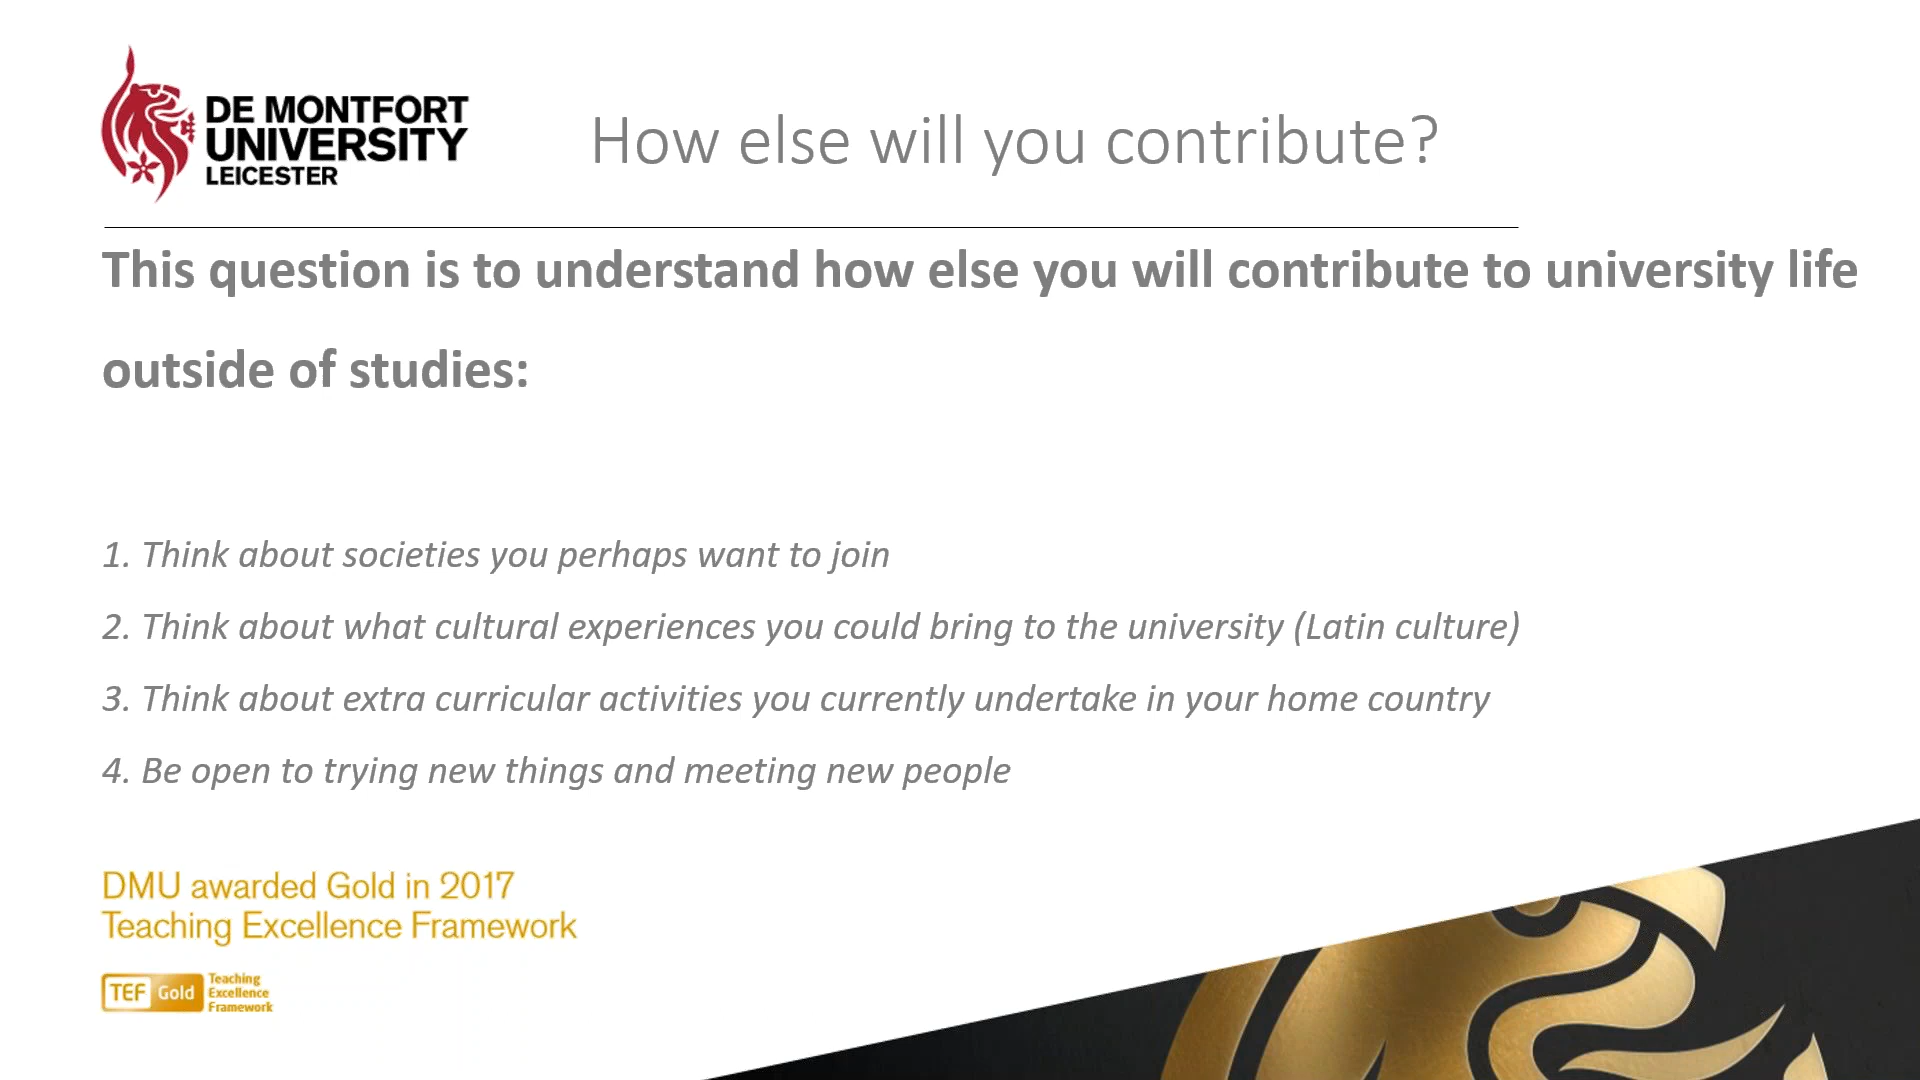 DE MONTFORT
UNIVERSITY
LEICESTER
How else will you contribute?
This question is to understand how else you will contribute to university life
outside of studies:
1. Think about societies you perhaps want to join
2. Think about what cultural experiences you could bring to the university (Latin culture)
3. Think about extra curricular activities you currently undertake in your home country
4. Be open to trying new things and meeting new people
DMU awarded Gold in 2017
Teaching Excellence Framework
TEF Gold
Teaching
Excellence
Framework